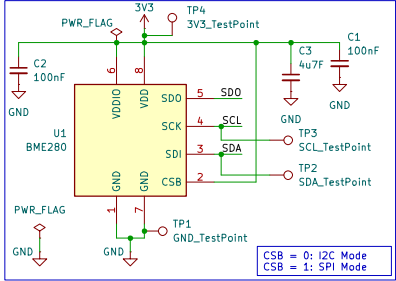 3V3
TP4
3V3_TestPoint
PWR_FLAG
C1
100nF
C3
4u7F
C2
100nF
GND
GND
GND
6
8
VDDIO
VDD
U1
BME280
SDO
5
SDO
SCK
4
SCL
SDI
3
SDA
CSB
2
GND
GND
1
7
TP3
SCL_TestPoint
TP2
SDA_TestPoint
PWR_FLAG
GND
TP1
GND_TestPoint
GND
CSB = 0: I2C Mode
CSB = 1: SPI Mode